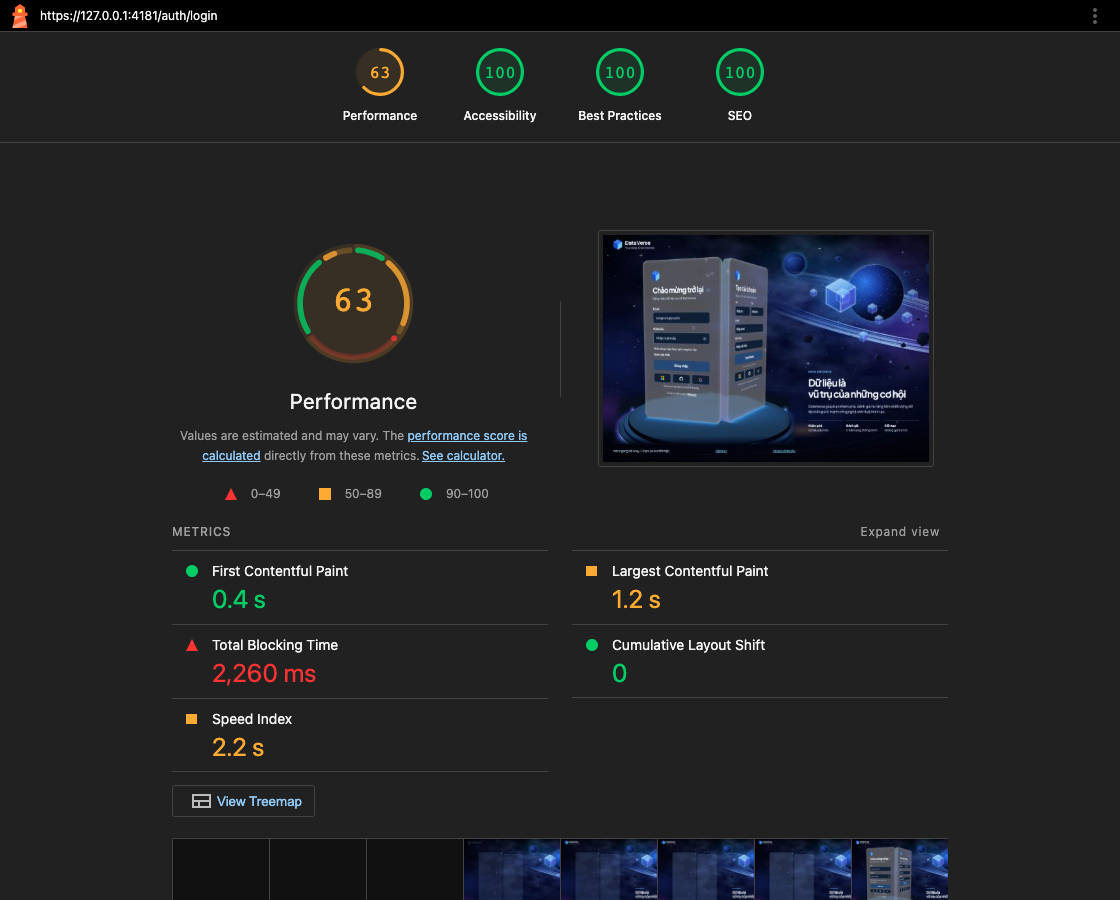 https://127.0.0.1:4181/auth/login
63
100
100
100
Performance
Accessibility
Best Practices
SEO
63
Performance
Values are estimated and may vary. The performance score is
calculated directly from these metrics. See calculator.
0–49
50–89
90–100
DataVerse
Chào mừng trở lại
Tạo tài khoản
Dữ liệu là
vũ trụ của những cơ hội
METRICS
Expand view
First Contentful Paint
0.4 s
Largest Contentful Paint
1.2 s
Total Blocking Time
2,260 ms
Cumulative Layout Shift
0
Speed Index
2.2 s
View Treemap